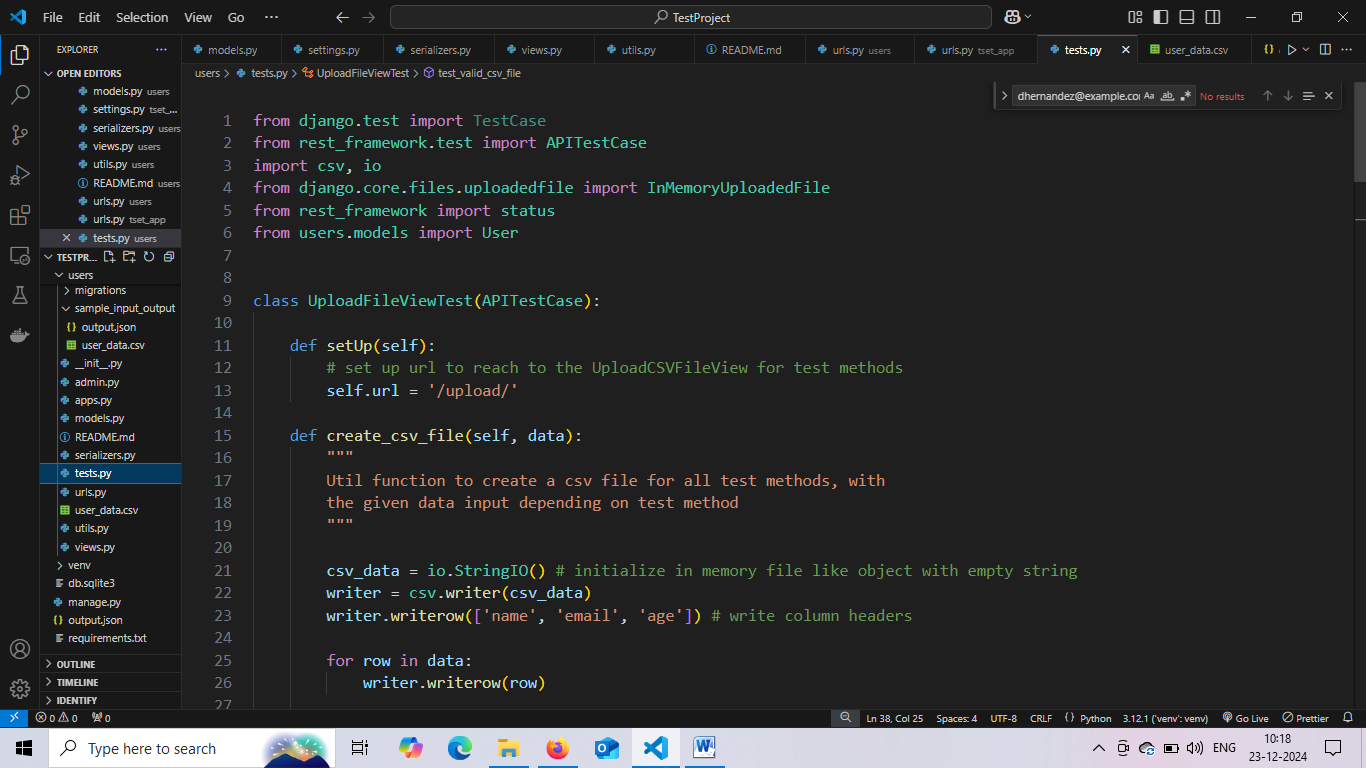 File Edit Selection View Go ··· TestProject
EXPLORER ···
models.py settings.py serializers.py views.py utils.py README.md urls.py users urls.py tset_app tests.py user_data.csv
OPEN EDITORS
models.py users
settings.py tset_...
serializers.py users
views.py users
utils.py users
README.md users
urls.py users
urls.py tset_app
tests.py users
TESTPR...
users
migrations
sample_input_output
output.json
user_data.csv
__init__.py
admin.py
apps.py
models.py
README.md
serializers.py
tests.py
urls.py
user_data.csv
utils.py
views.py
venv
db.sqlite3
manage.py
output.json
requirements.txt
OUTLINE
TIMELINE
IDENTIFY
users > tests.py > UploadFileViewTest > test_valid_csv_file
dhernandez@example.co Aa ab .* No results
1 from django.test import TestCase
2 from rest_framework.test import APITestCase
3 import csv, io
4 from django.core.files.uploadedfile import InMemoryUploadedFile
5 from rest_framework import status
6 from users.models import User
7
8
9 class UploadFileViewTest(APITestCase):
10
11 def setUp(self):
12 # set up url to reach to the UploadCSVFileView for test methods
13 self.url = '/upload/'
14
15 def create_csv_file(self, data):
16 """
17 Util function to create a csv file for all test methods, with
18 the given data input depending on test method
19 """
20
21 csv_data = io.StringIO() # initialize in memory file like object with empty string
22 writer = csv.writer(csv_data)
23 writer.writerow(['name', 'email', 'age']) # write column headers
24
25 for row in data:
26 writer.writerow(row)
27
0 0 0 Ln 38, Col 25 Spaces: 4 UTF-8 CRLF {} Python 3.12.1 ('venv': venv) Go Live Prettier
Type here to search ENG 10:18
23-12-2024